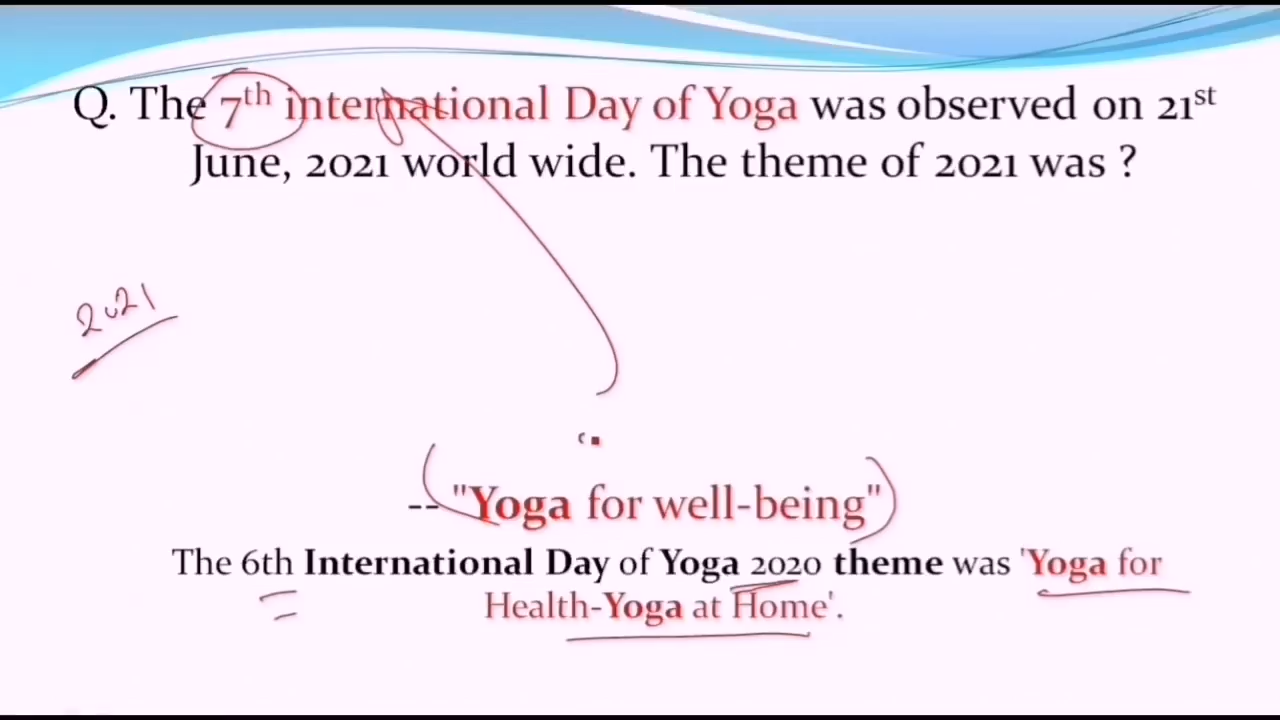 Q. The 7th international Day of Yoga was observed on 21st
June, 2021 world wide. The theme of 2021 was ?
2021
-- "Yoga for well-being"
The 6th International Day of Yoga 2020 theme was 'Yoga for
Health-Yoga at Home'.